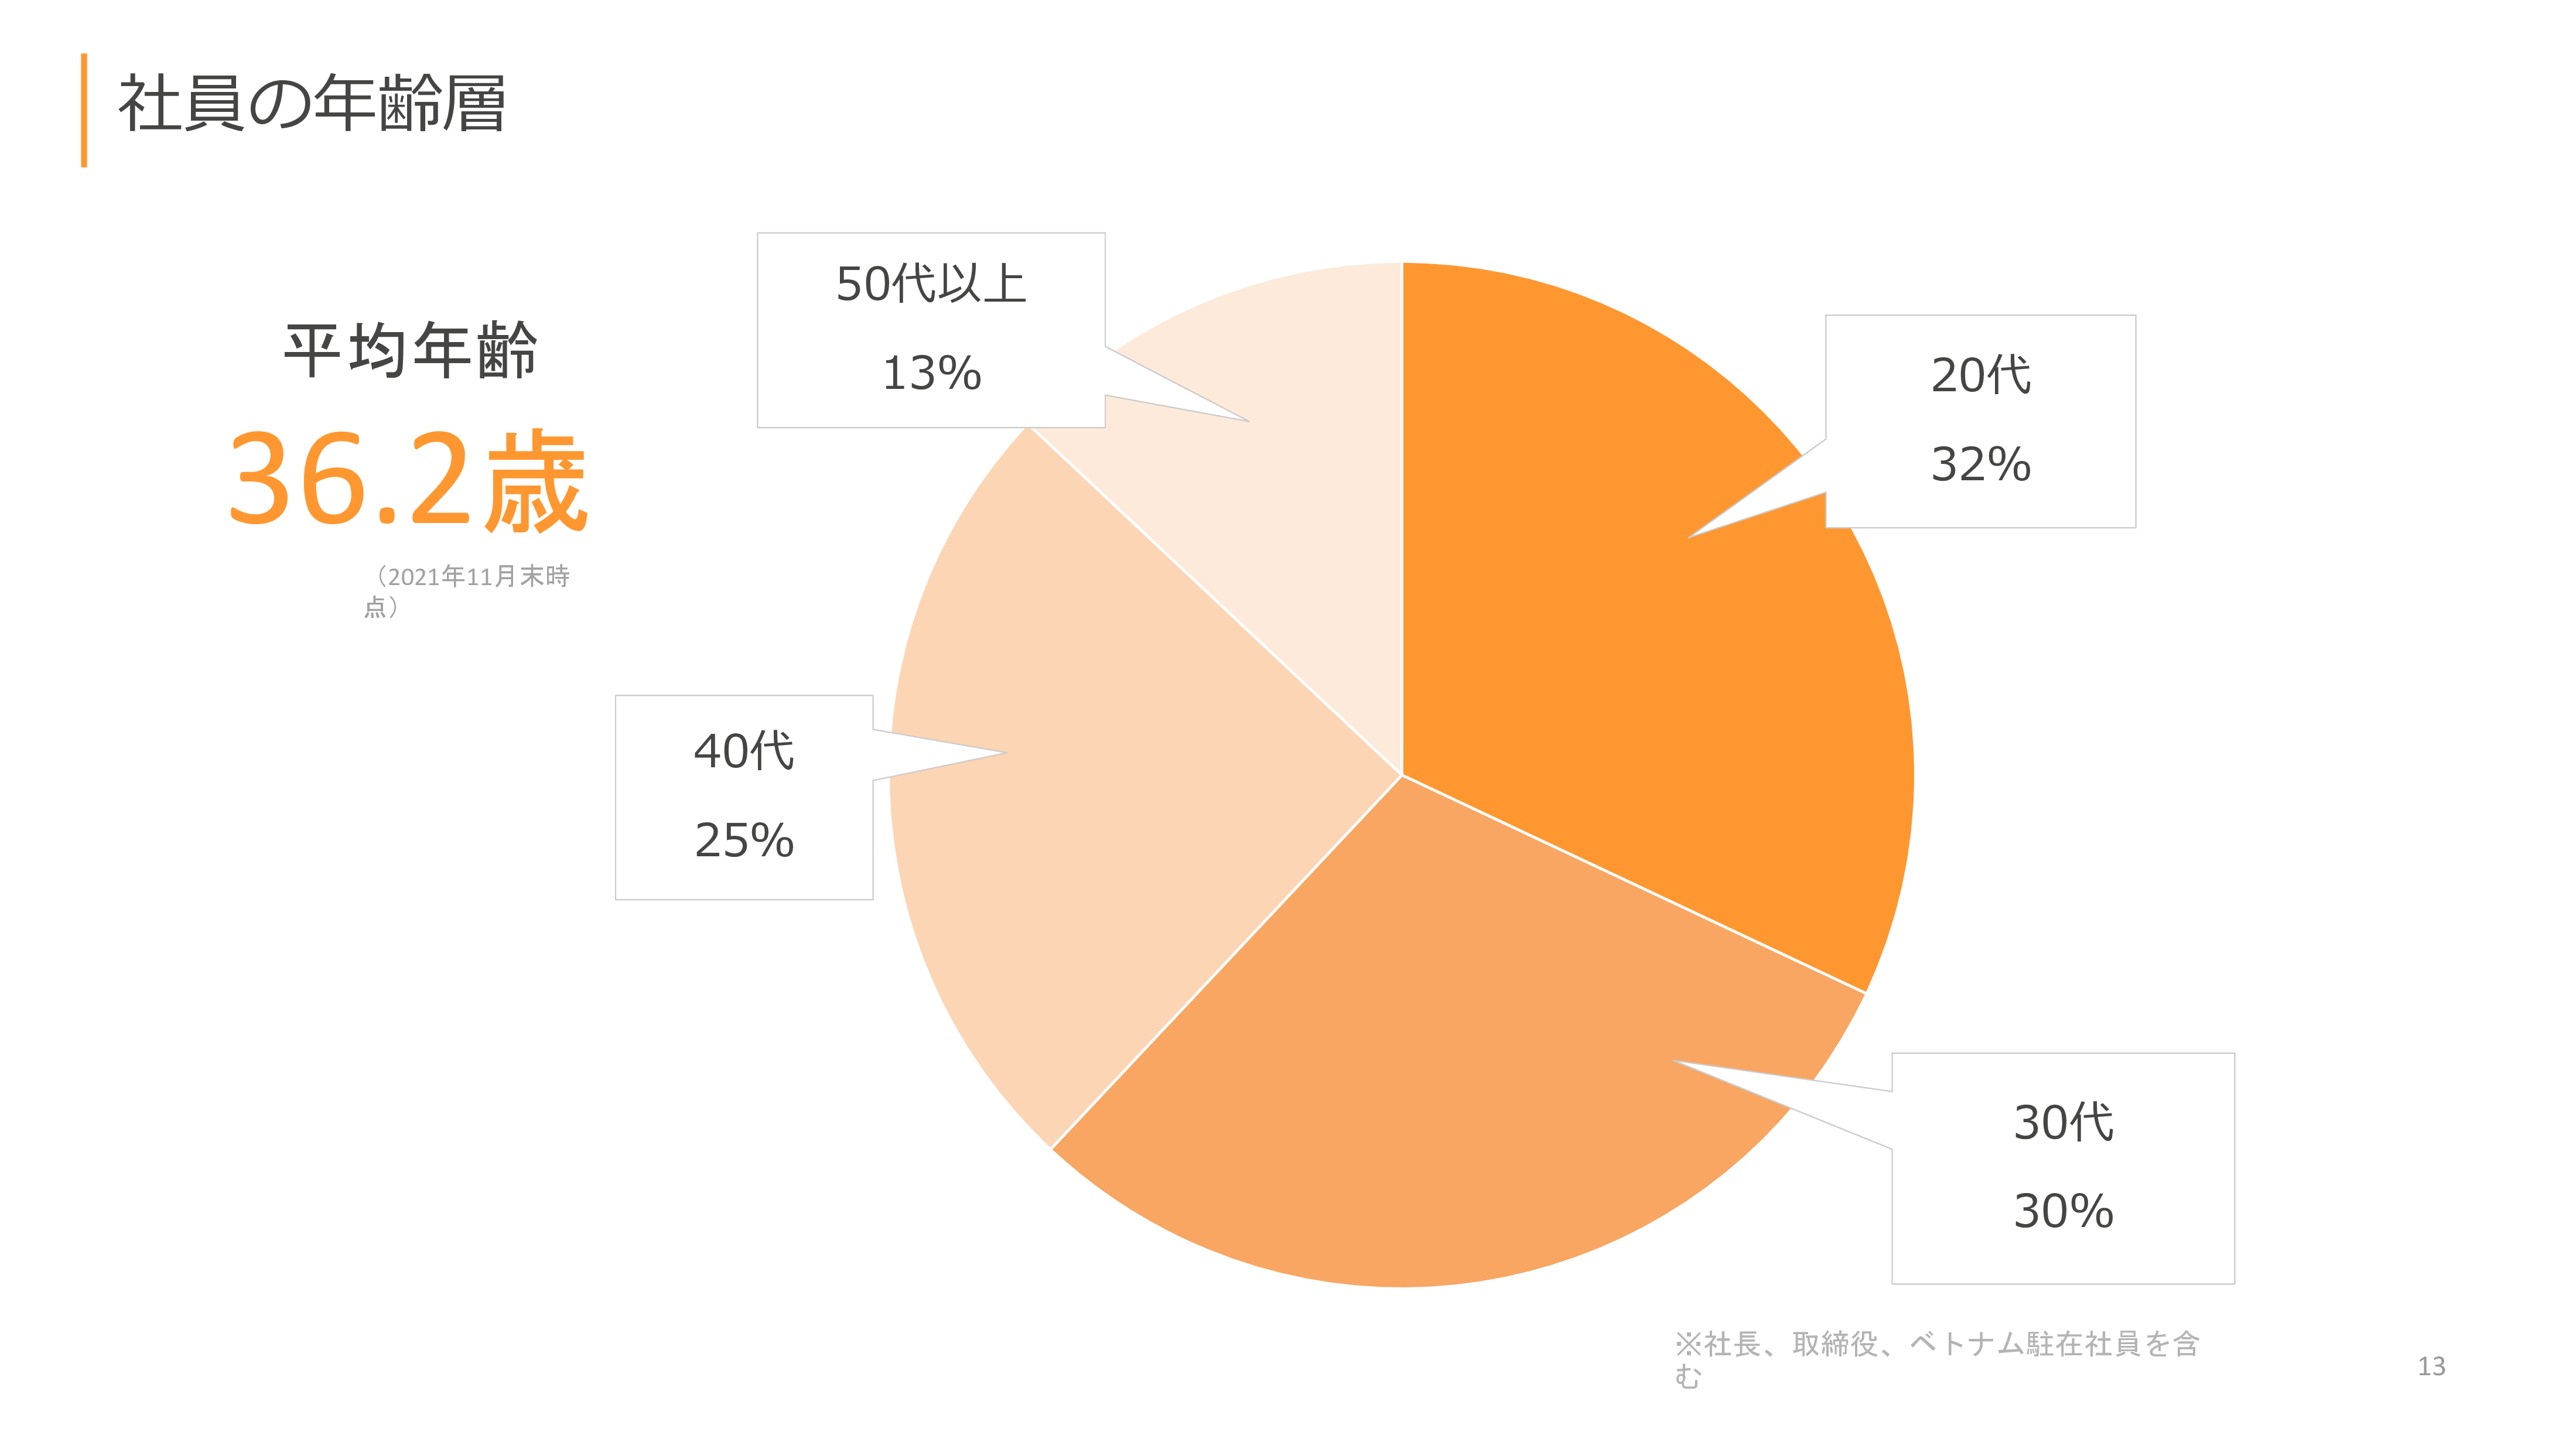 社員の年齢層
平均年齢
36.2歳
（2021年11月末時
点）
50代以上
13%
20代
32%
40代
25%
30代
30%
※社長、取締役、ベトナム駐在社員を含
む
13